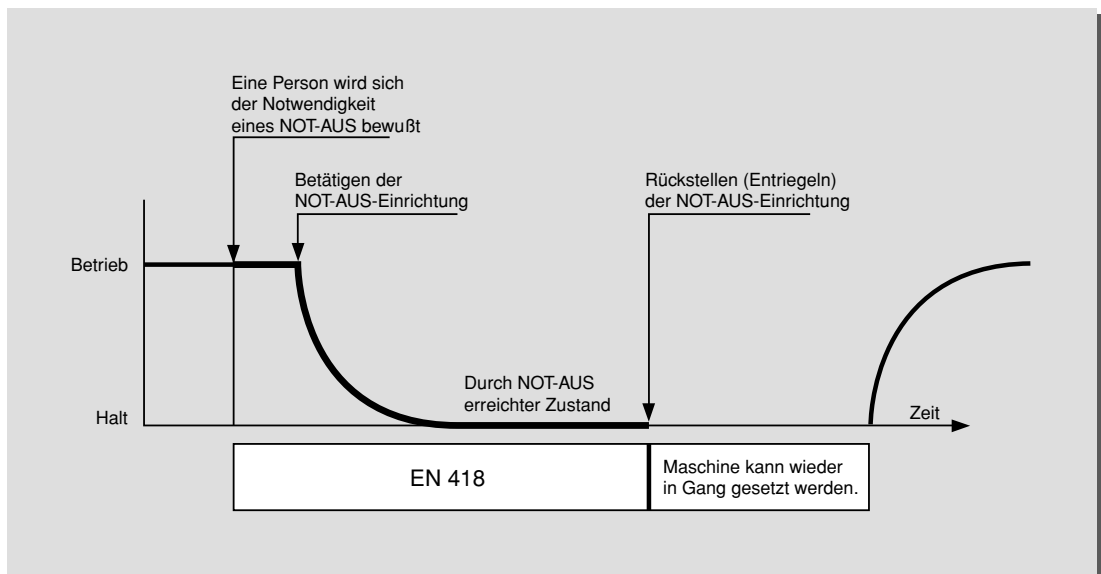 Eine Person wird sich
der Notwendigkeit
eines NOT-AUS bewußt
Betätigen der
NOT-AUS-Einrichtung
Rückstellen (Entriegeln)
der NOT-AUS-Einrichtung
Betrieb
Durch NOT-AUS
erreichter Zustand
Halt
Zeit
EN 418
Maschine kann wieder
in Gang gesetzt werden.